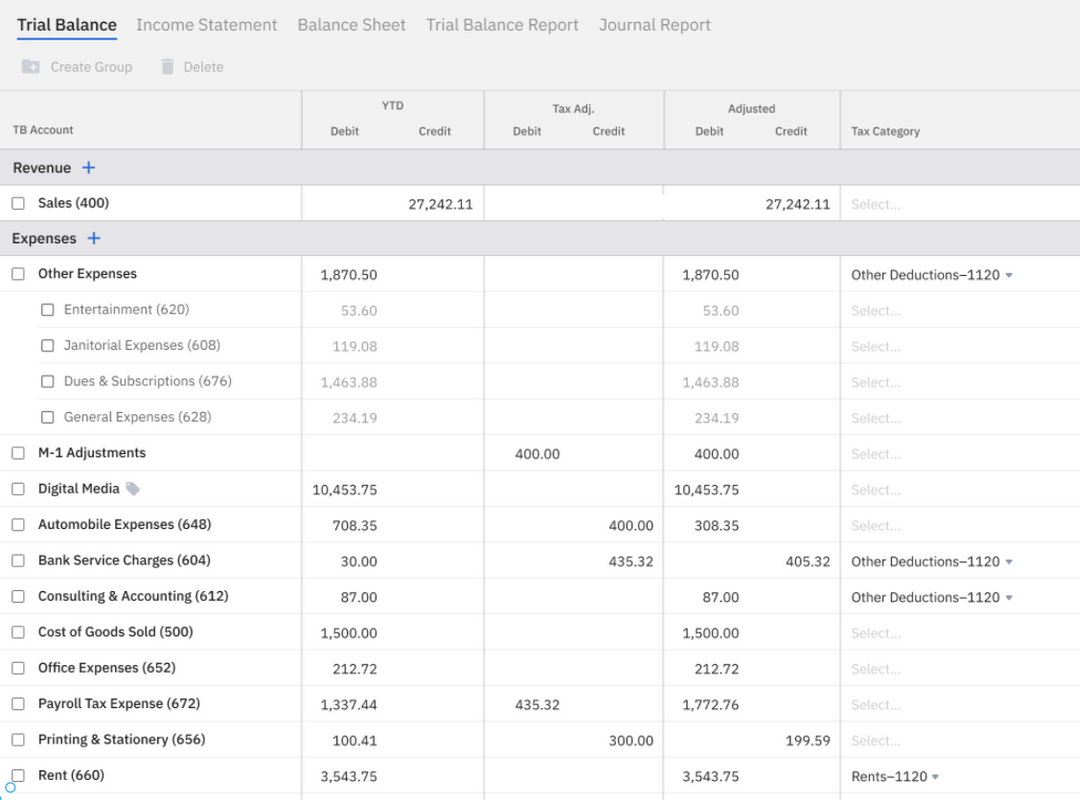 Trial Balance Income Statement Balance Sheet Trial Balance Report Journal Report
Create Group Delete
YTD Tax Adj. Adjusted
TB Account Debit Credit Debit Credit Debit Credit Tax Category
Revenue +
Sales (400) 27,242.11 27,242.11 Select...
Expenses +
Other Expenses 1,870.50 1,870.50 Other Deductions–1120
Entertainment (620) 53.60 53.60 Select...
Janitorial Expenses (608) 119.08 119.08 Select...
Dues & Subscriptions (676) 1,463.88 1,463.88 Select...
General Expenses (628) 234.19 234.19 Select...
M-1 Adjustments 400.00 400.00 Select...
Digital Media 10,453.75 10,453.75 Select...
Automobile Expenses (648) 708.35 400.00 308.35 Select...
Bank Service Charges (604) 30.00 435.32 405.32 Other Deductions–1120
Consulting & Accounting (612) 87.00 87.00 Other Deductions–1120
Cost of Goods Sold (500) 1,500.00 1,500.00 Select...
Office Expenses (652) 212.72 212.72 Select...
Payroll Tax Expense (672) 1,337.44 435.32 1,772.76 Select...
Printing & Stationery (656) 100.41 300.00 199.59 Select...
Rent (660) 3,543.75 3,543.75 Rents–1120